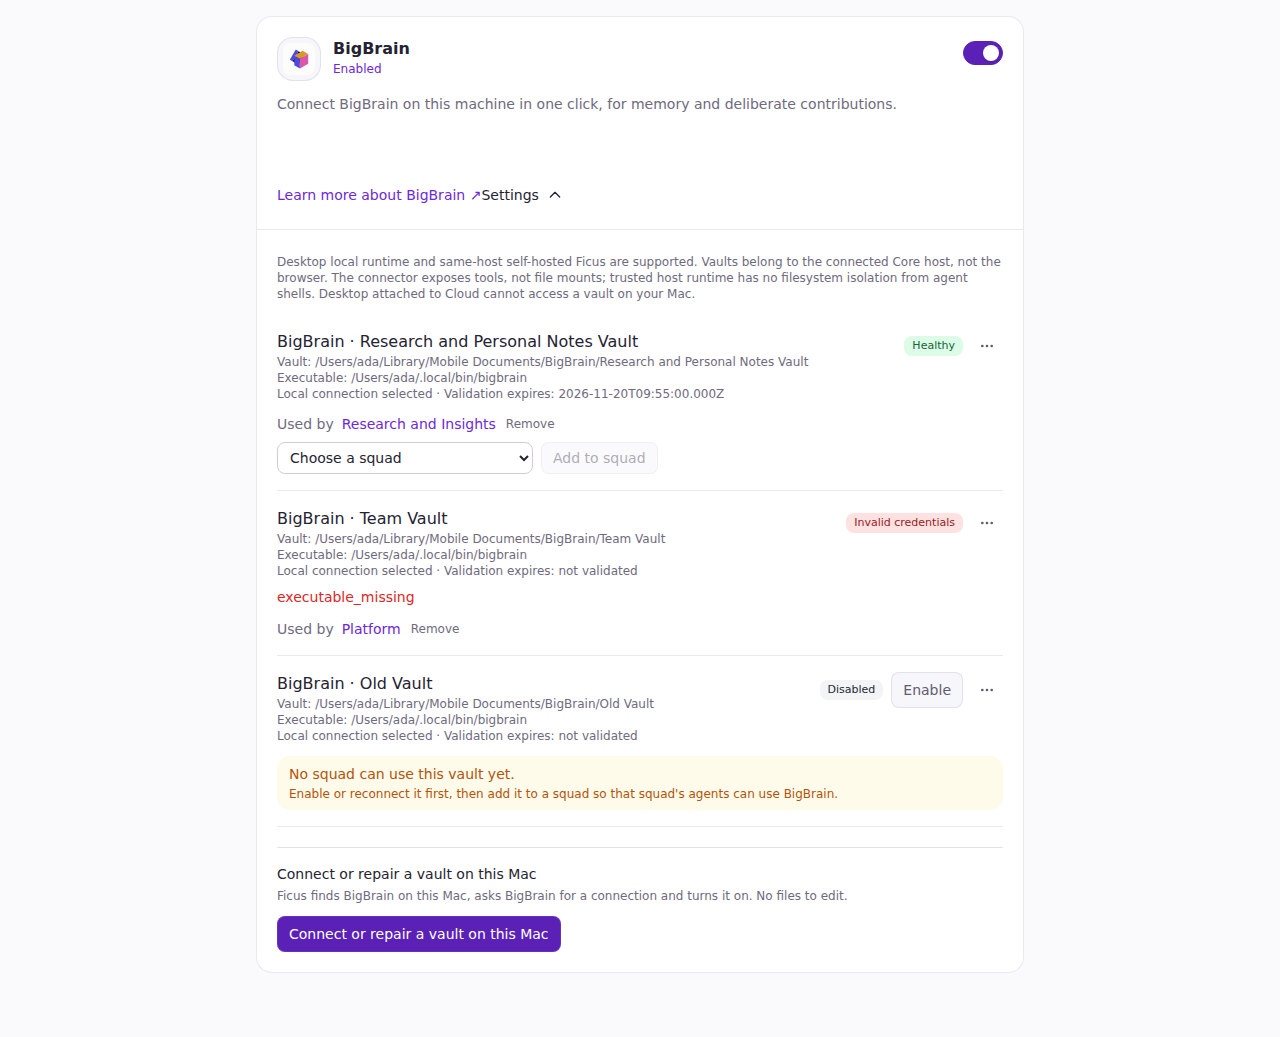 BigBrain
Enabled
Connect BigBrain on this machine in one click, for memory and deliberate contributions.
Learn more about BigBrain ↗Settings
Desktop local runtime and same-host self-hosted Ficus are supported. Vaults belong to the connected Core host, not the
browser. The connector exposes tools, not file mounts; trusted host runtime has no filesystem isolation from agent
shells. Desktop attached to Cloud cannot access a vault on your Mac.
BigBrain · Research and Personal Notes Vault
Healthy
Vault: /Users/ada/Library/Mobile Documents/BigBrain/Research and Personal Notes Vault
Executable: /Users/ada/.local/bin/bigbrain
Local connection selected · Validation expires: 2026-11-20T09:55:00.000Z
Used by Research and Insights Remove
Choose a squad Add to squad
BigBrain · Team Vault
Invalid credentials
Vault: /Users/ada/Library/Mobile Documents/BigBrain/Team Vault
Executable: /Users/ada/.local/bin/bigbrain
Local connection selected · Validation expires: not validated
executable_missing
Used by Platform Remove
BigBrain · Old Vault
Disabled Enable
Vault: /Users/ada/Library/Mobile Documents/BigBrain/Old Vault
Executable: /Users/ada/.local/bin/bigbrain
Local connection selected · Validation expires: not validated
No squad can use this vault yet.
Enable or reconnect it first, then add it to a squad so that squad's agents can use BigBrain.
Connect or repair a vault on this Mac
Ficus finds BigBrain on this Mac, asks BigBrain for a connection and turns it on. No files to edit.
Connect or repair a vault on this Mac